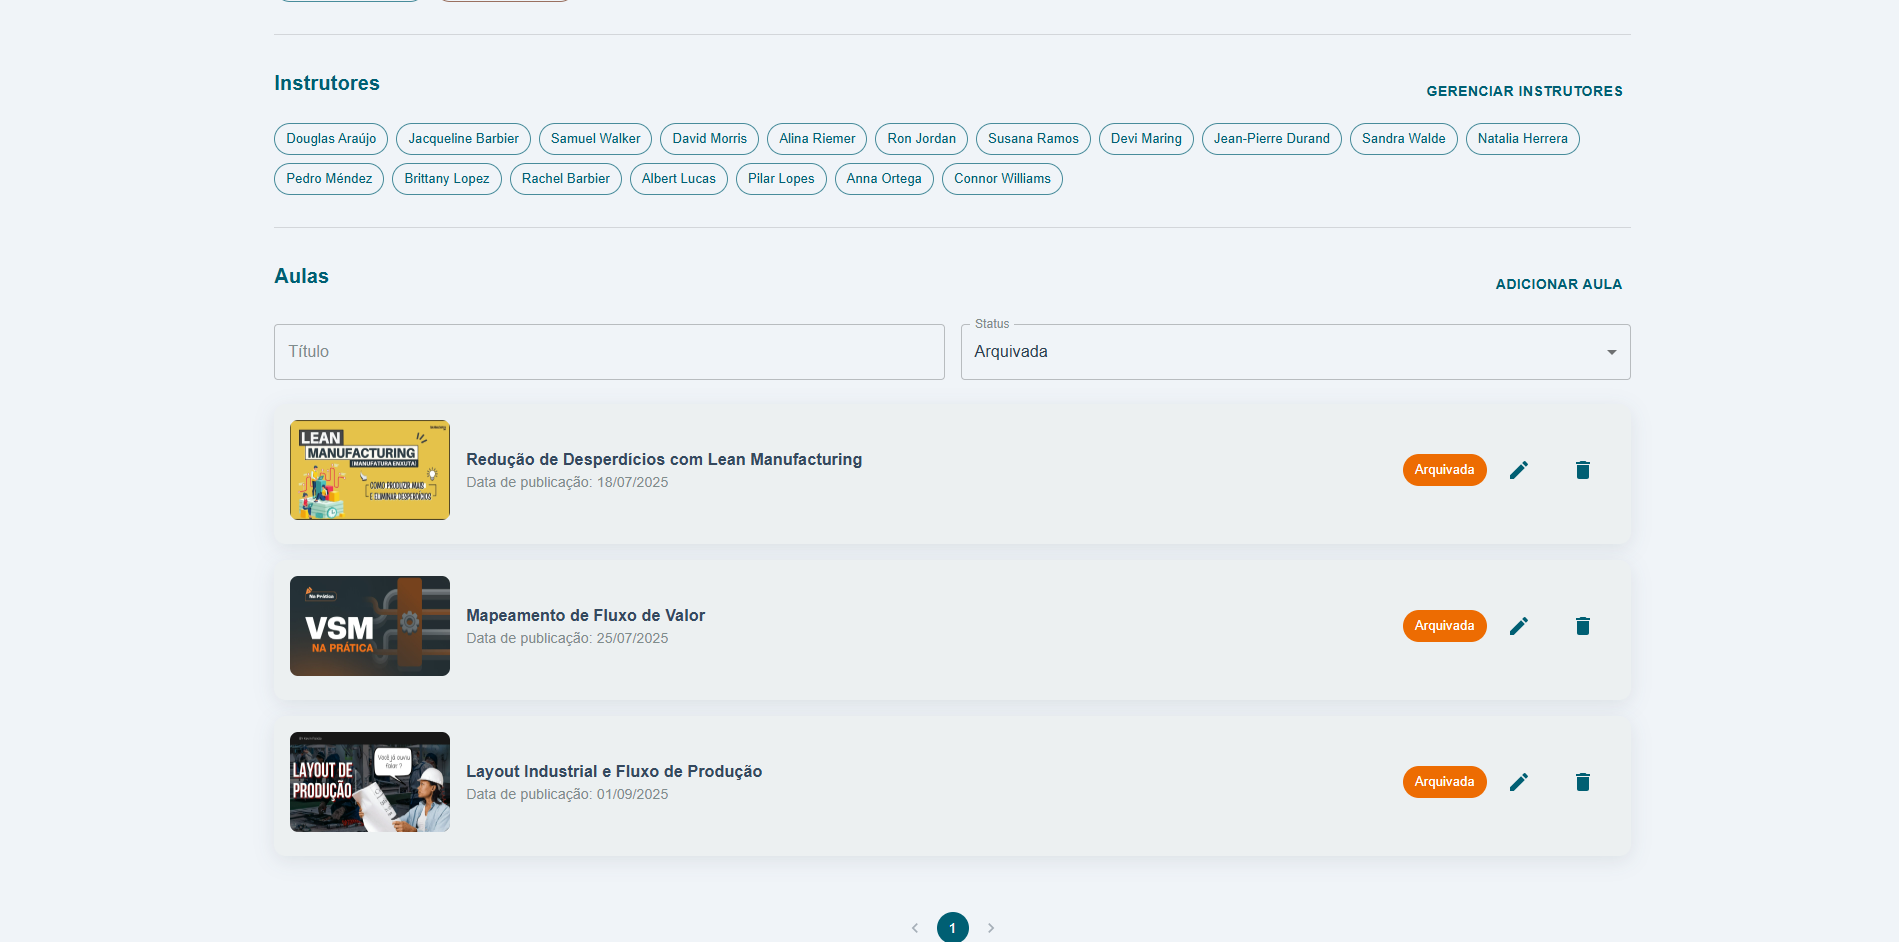 Instrutores
GERENCIAR INSTRUTORES
Douglas Araújo Jacqueline Barbier Samuel Walker David Morris Alina Riemer Ron Jordan Susana Ramos Devi Maring Jean-Pierre Durand Sandra Walde Natalia Herrera
Pedro Méndez Brittany Lopez Rachel Barbier Albert Lucas Pilar Lopes Anna Ortega Connor Williams
Aulas
ADICIONAR AULA
Título
Status
Arquivada
LEAN
MANUFACTURING
(MANUFATURA ENXUTA)
COMO PRODUZIR MAIS
E ELIMINAR DESPERDÍCIOS
Redução de Desperdícios com Lean Manufacturing
Data de publicação: 18/07/2025
Arquivada
Na Prática
VSM
NA PRÁTICA
Mapeamento de Fluxo de Valor
Data de publicação: 25/07/2025
Arquivada
LAYOUT DE
PRODUÇÃO
Você já ouviu
falar ?
Layout Industrial e Fluxo de Produção
Data de publicação: 01/09/2025
Arquivada
1